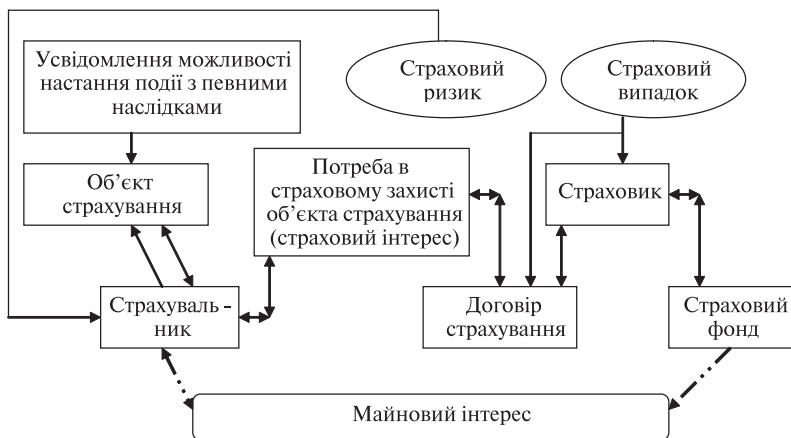 Усвідомлення можливості
настання події з певними
наслідками
Страховий
ризик
Страховий
випадок
Об’єкт
страхування
Потреба в
страховому захисті
об’єкта страхування
(страховий інтерес)
Страховик
Страхуваль -
ник
Договір
страхування
Страховий
фонд
Майновий інтерес